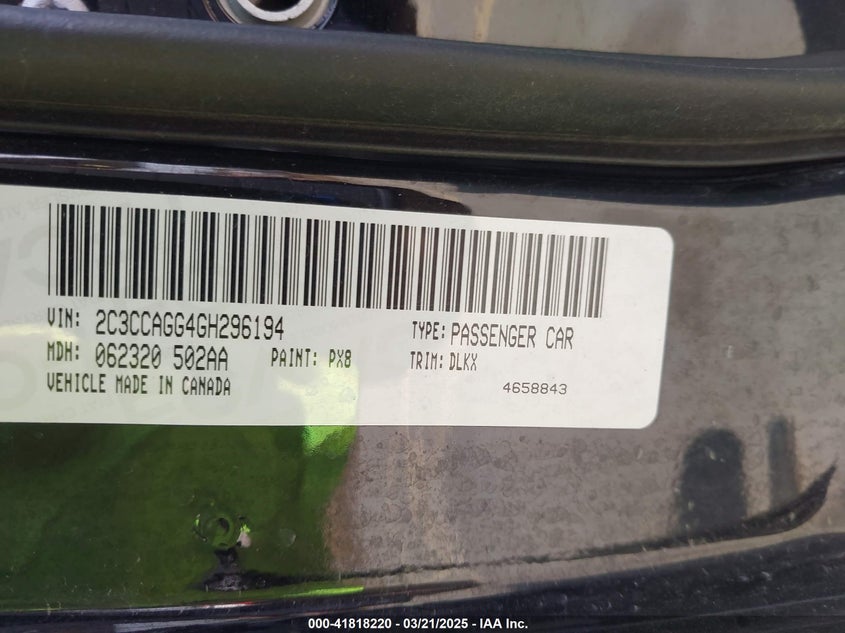 VIN: 2C3CCAGG4GH296194 TYPE: PASSENGER CAR
MDH: 062320 502AA PAINT: PX8 TRIM: DLKX
VEHICLE MADE IN CANADA 4658843
000-41818220 - 03/21/2025 - IAA Inc.